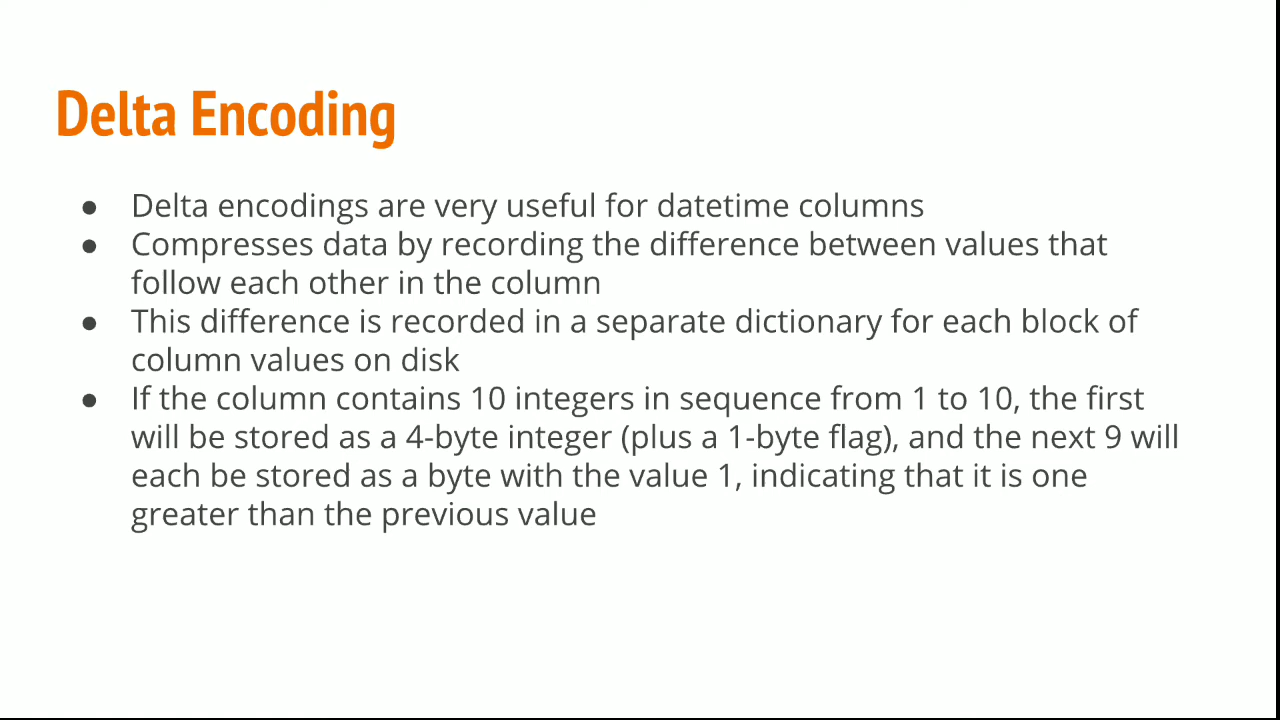 Delta Encoding
● Delta encodings are very useful for datetime columns
● Compresses data by recording the difference between values that
follow each other in the column
● This difference is recorded in a separate dictionary for each block of
column values on disk
● If the column contains 10 integers in sequence from 1 to 10, the first
will be stored as a 4-byte integer (plus a 1-byte flag), and the next 9 will
each be stored as a byte with the value 1, indicating that it is one
greater than the previous value